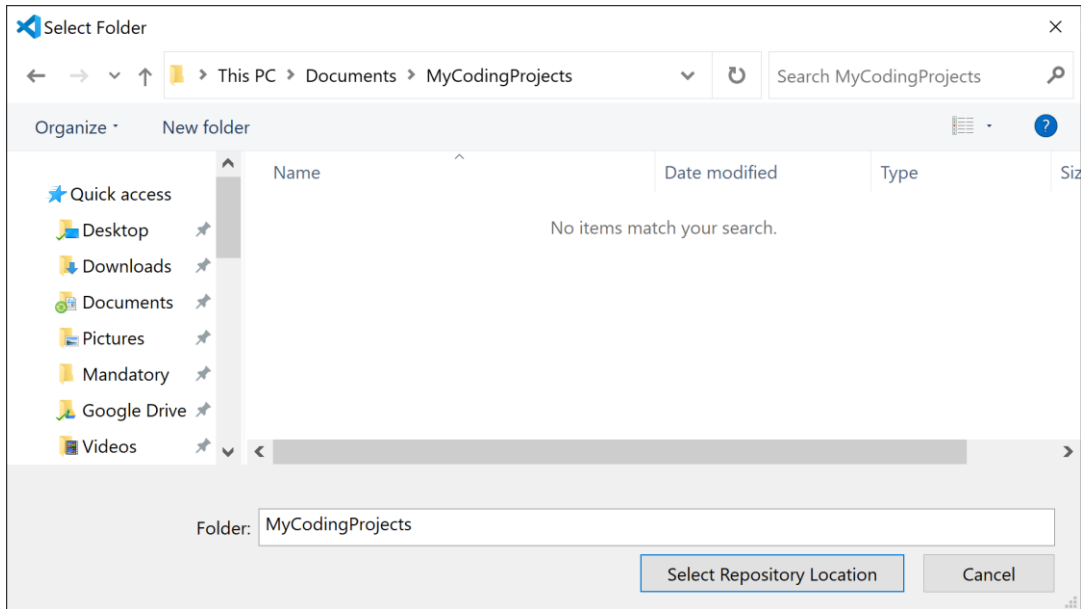 Select Folder
This PC > Documents > MyCodingProjects
Search MyCodingProjects
Organize
New folder
?
Name
Date modified
Type
Siz
Quick access
Desktop
Downloads
Documents
Pictures
Mandatory
Google Drive
Videos
No items match your search.
Folder: MyCodingProjects
Select Repository Location
Cancel